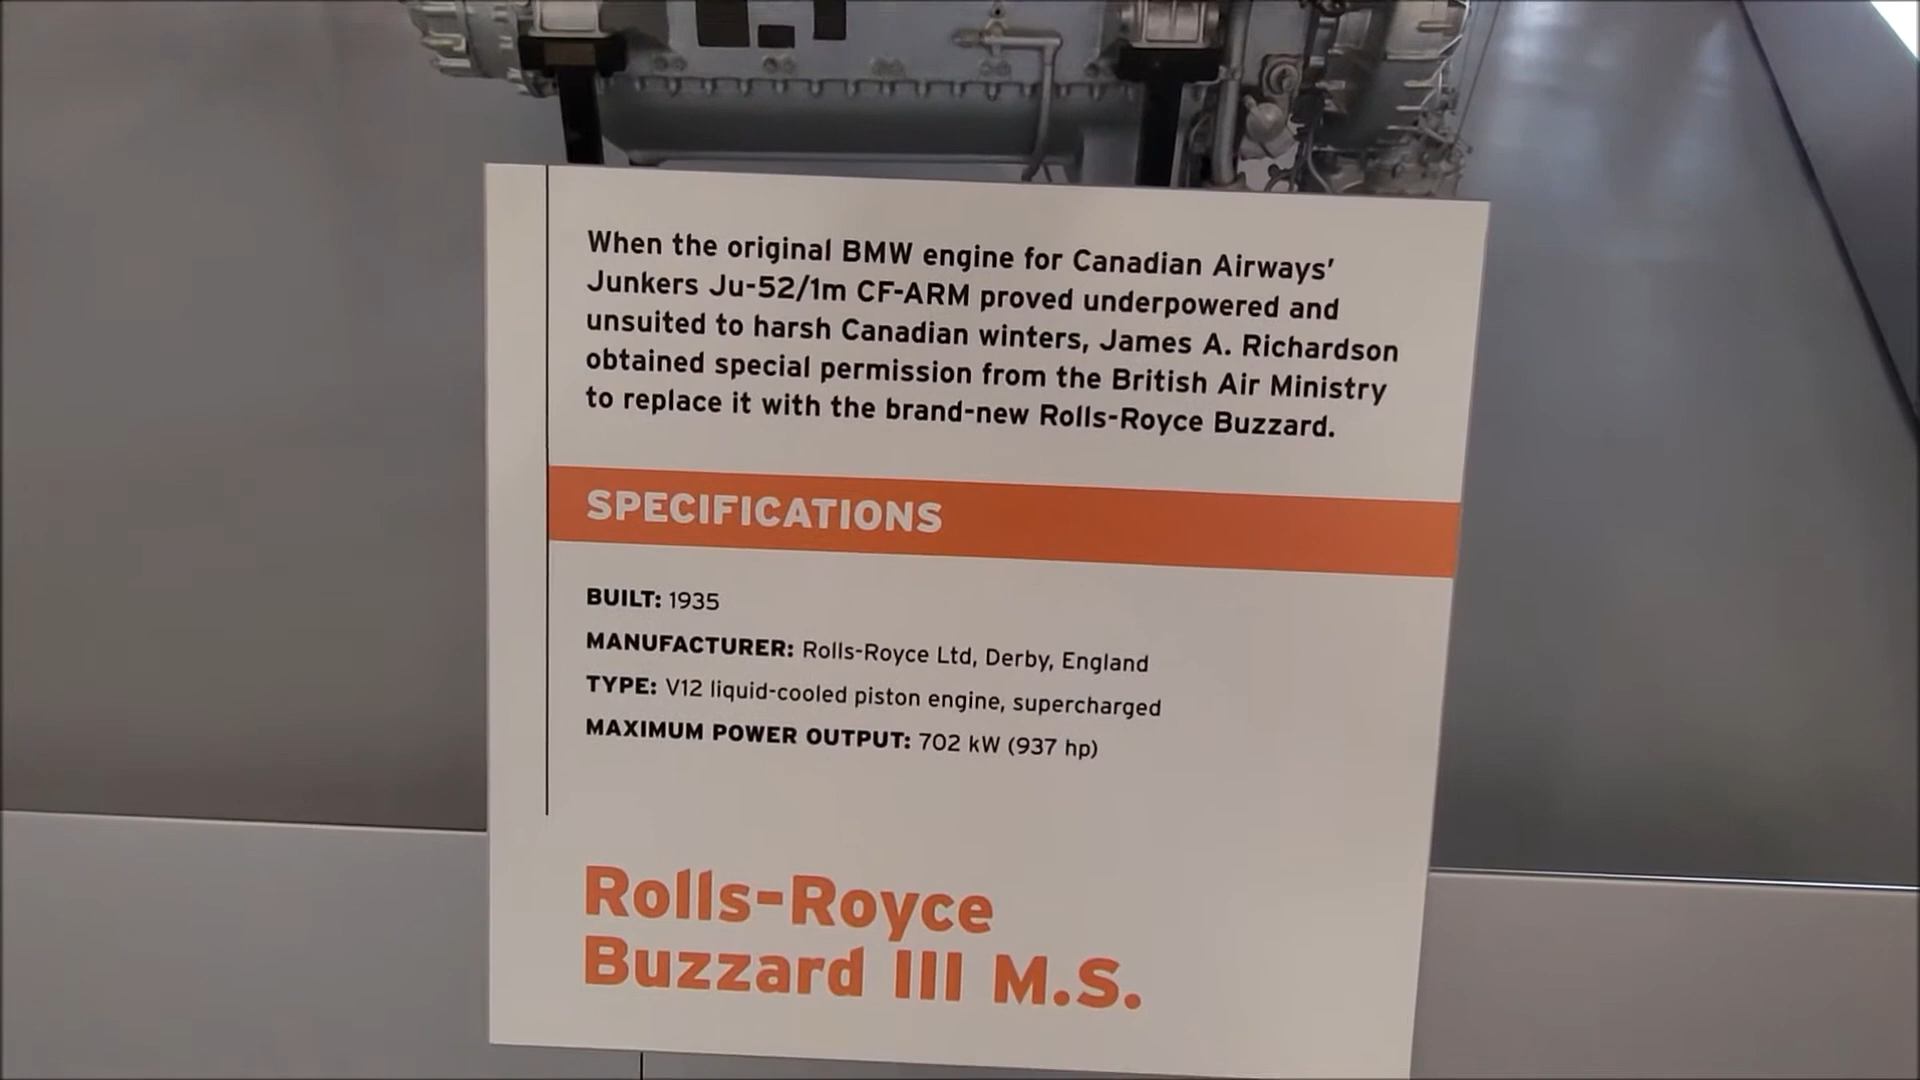 When the original BMW engine for Canadian Airways’
Junkers Ju-52/1m CF-ARM proved underpowered and
unsuited to harsh Canadian winters, James A. Richardson
obtained special permission from the British Air Ministry
to replace it with the brand-new Rolls-Royce Buzzard.
SPECIFICATIONS
BUILT: 1935
MANUFACTURER: Rolls-Royce Ltd, Derby, England
TYPE: V12 liquid-cooled piston engine, supercharged
MAXIMUM POWER OUTPUT: 702 kW (937 hp)
Rolls-Royce
Buzzard III M.S.